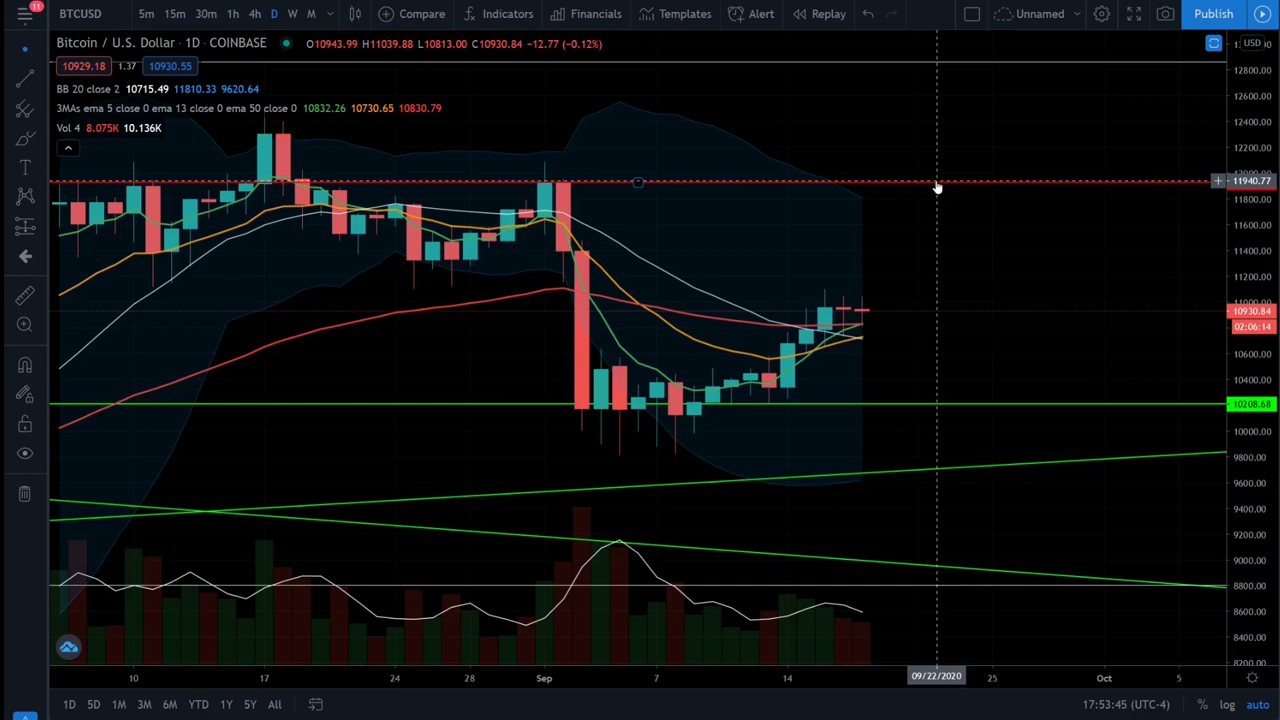 11
BTCUSD 5m 15m 30m 1h 4h D W M Compare Indicators Financials Templates Alert Replay Unnamed Publish
Bitcoin / U.S. Dollar · 1D · COINBASE O10943.99 H11039.88 L10813.00 C10930.84 −12.77 (−0.12%)
USD
10929.18 1.37 10930.55
12800.00
BB 20 close 2 10715.49 11810.33 9620.64
12600.00
3MAs ema 5 close 0 ema 13 close 0 ema 50 close 0 10832.26 10730.65 10830.79
12400.00
Vol 4 8.075K 10.136K
12200.00
11940.77
11800.00
11600.00
11400.00
11200.00
11000.00
10930.84
02:06:14
10600.00
10400.00
10208.68
10000.00
9800.00
9600.00
9400.00
9200.00
9000.00
8800.00
8600.00
8400.00
8200.00
10 17 24 28 Sep 7 14 09/22/2020 25 Oct 5
1D 5D 1M 3M 6M YTD 1Y 5Y All 17:53:45 (UTC-4) % log auto